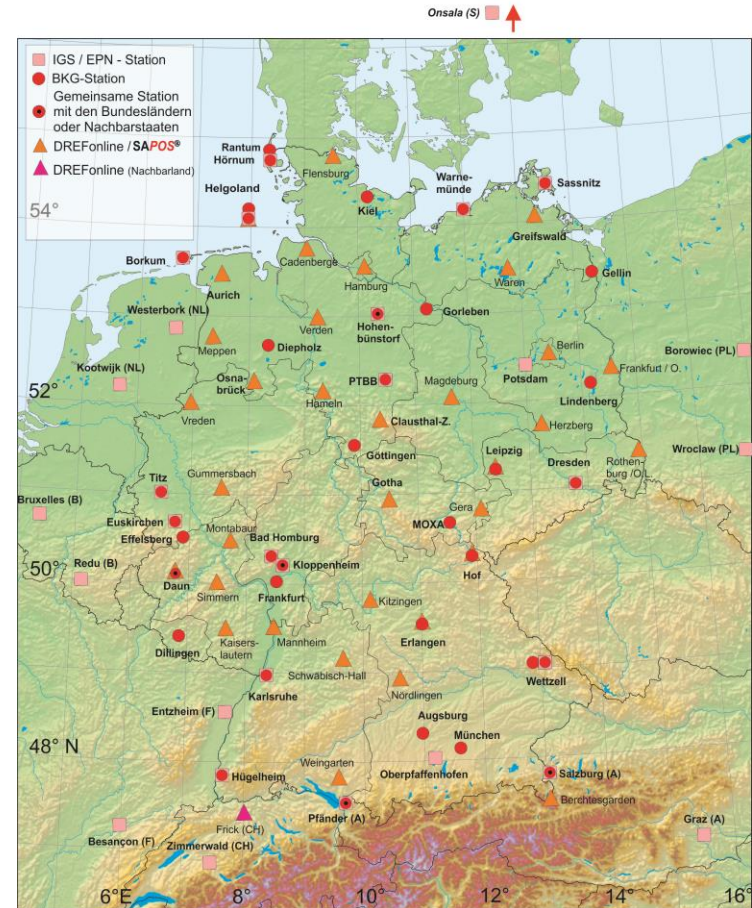 Onsala (S)
IGS / EPN - Station
BKG-Station
Gemeinsame Station
mit den Bundesländern
oder Nachbarstaaten
DREFonline / SAPOS®
DREFonline (Nachbarland)
Rantum
Hörnum
Flensburg
Helgoland
Kiel
Warne-
münde
Sassnitz
54°
Greifswald
Borkum
Cadenberge
Hamburg
Waren
Gellin
Aurich
Westerbork (NL)
Verden
Hohen-
bünstorf
Gorleben
Meppen
Diepholz
Berlin
Borowiec (PL)
Kootwijk (NL)
Potsdam
Frankfurt / O.
52°
Osna-
brück
PTBB
Magdeburg
Lindenberg
Vreden
Hameln
Clausthal-Z.
Herzberg
Göttingen
Leipzig
Wroclaw (PL)
Dresden
Rothen-
burg /O.L.
Titz
Gummersbach
Gotha
Bruxelles (B)
Gera
Euskirchen
MOXA
Effelsberg
Montabaur
Bad Homburg
Redu (B)
50°
Kloppenheim
Hof
Daun
Simmern
Frankfurt
Kitzingen
Dillingen
Kaisers-
lautern
Mannheim
Erlangen
Schwäbisch-Hall
Wettzell
Karlsruhe
Nördlingen
Entzheim (F)
Augsburg
München
48° N
Oberpfaffenhofen
Hügelheim
Weingarten
Salzburg (A)
Berchtesgarden
Pfänder (A)
Frick (CH)
Besançon (F)
Graz (A)
Zimmerwald (CH)
6°E
8°
10°
12°
14°
16°